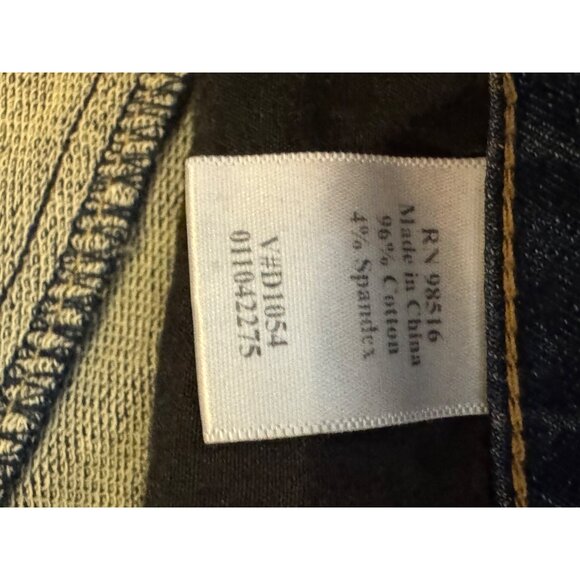 RN 98516
Made in China
96% Cotton
4% Spandex
V#D1054
011042275